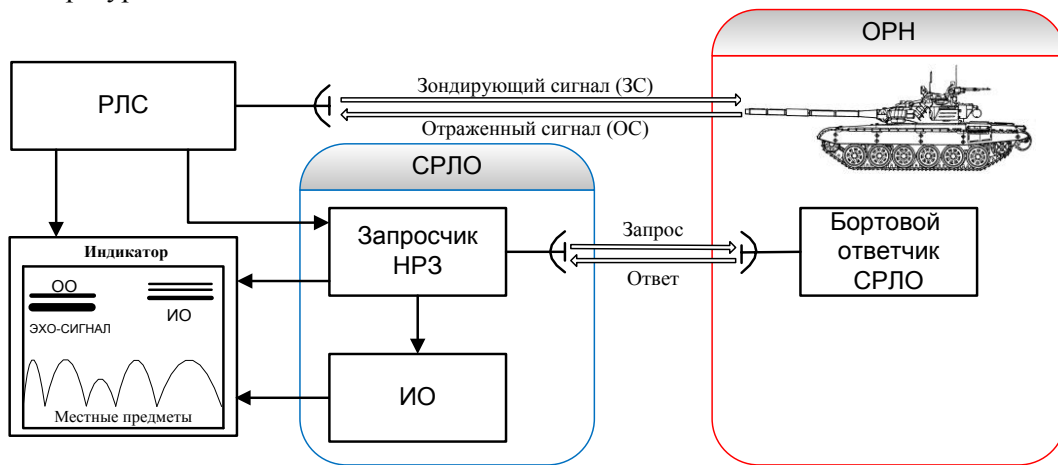 ОРН
РЛС
Зондирующий сигнал (ЗС)
Отраженный сигнал (ОС)
СРЛО
Запросчик
НРЗ
Запрос
Ответ
Бортовой
ответчик
СРЛО
Индикатор
ОО
ИО
ЭХО-СИГНАЛ
Местные предметы
ИО